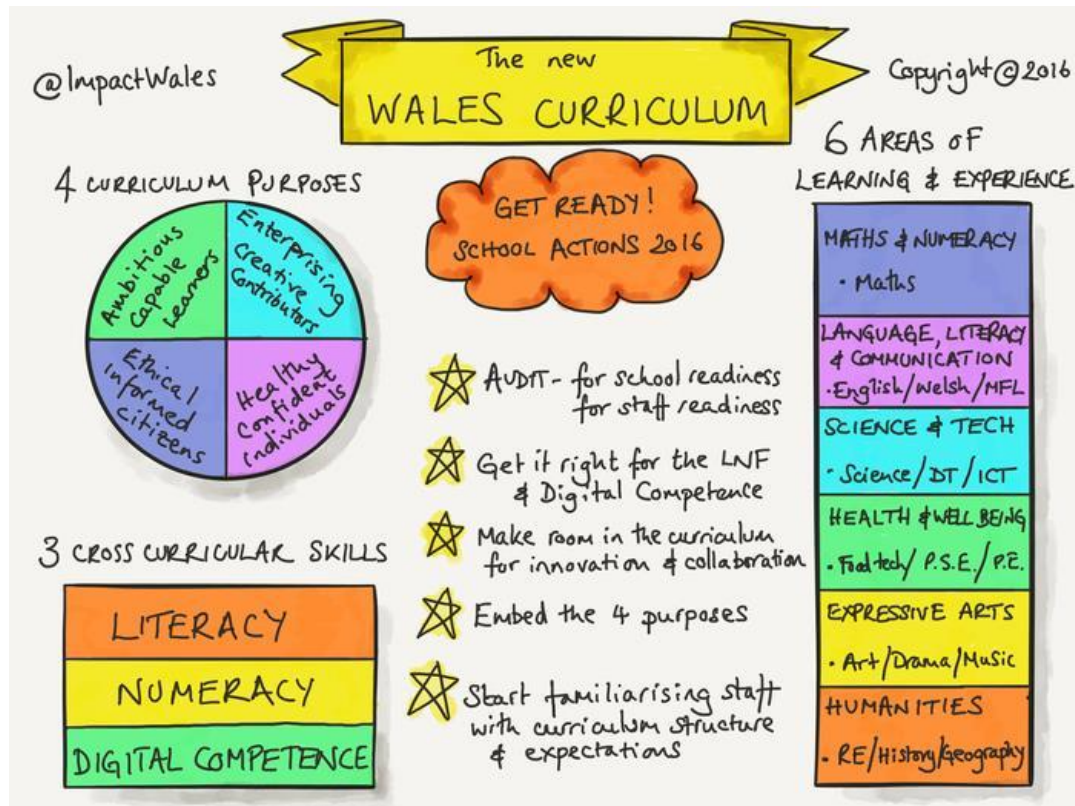 @ImpactWales
The new
WALES CURRICULUM
Copyright © 2016
4 CURRICULUM PURPOSES
Ambitious
Capable
Learners
Enterprising
Creative
Contributors
Ethical
informed
citizens
Healthy
confident
individuals
3 CROSS CURRICULAR SKILLS
LITERACY
NUMERACY
DIGITAL COMPETENCE
GET READY!
SCHOOL ACTIONS 2016
AUDIT - for school readiness
for staff readiness
Get it right for the LNF
& Digital Competence
Make room in the curriculum
for innovation & collaboration
Embed the 4 purposes
Start familiarising staff
with curriculum structure
& expectations
6 AREAS OF
LEARNING & EXPERIENCE
MATHS & NUMERACY
• Maths
LANGUAGE, LITERACY
& COMMUNICATION
• English/Welsh/MFL
SCIENCE & TECH
• Science/DT/ICT
HEALTH & WELL BEING
• Food tech/P.S.E./P.E.
EXPRESSIVE ARTS
• Art/Drama/Music
HUMANITIES
• RE/History/Geography